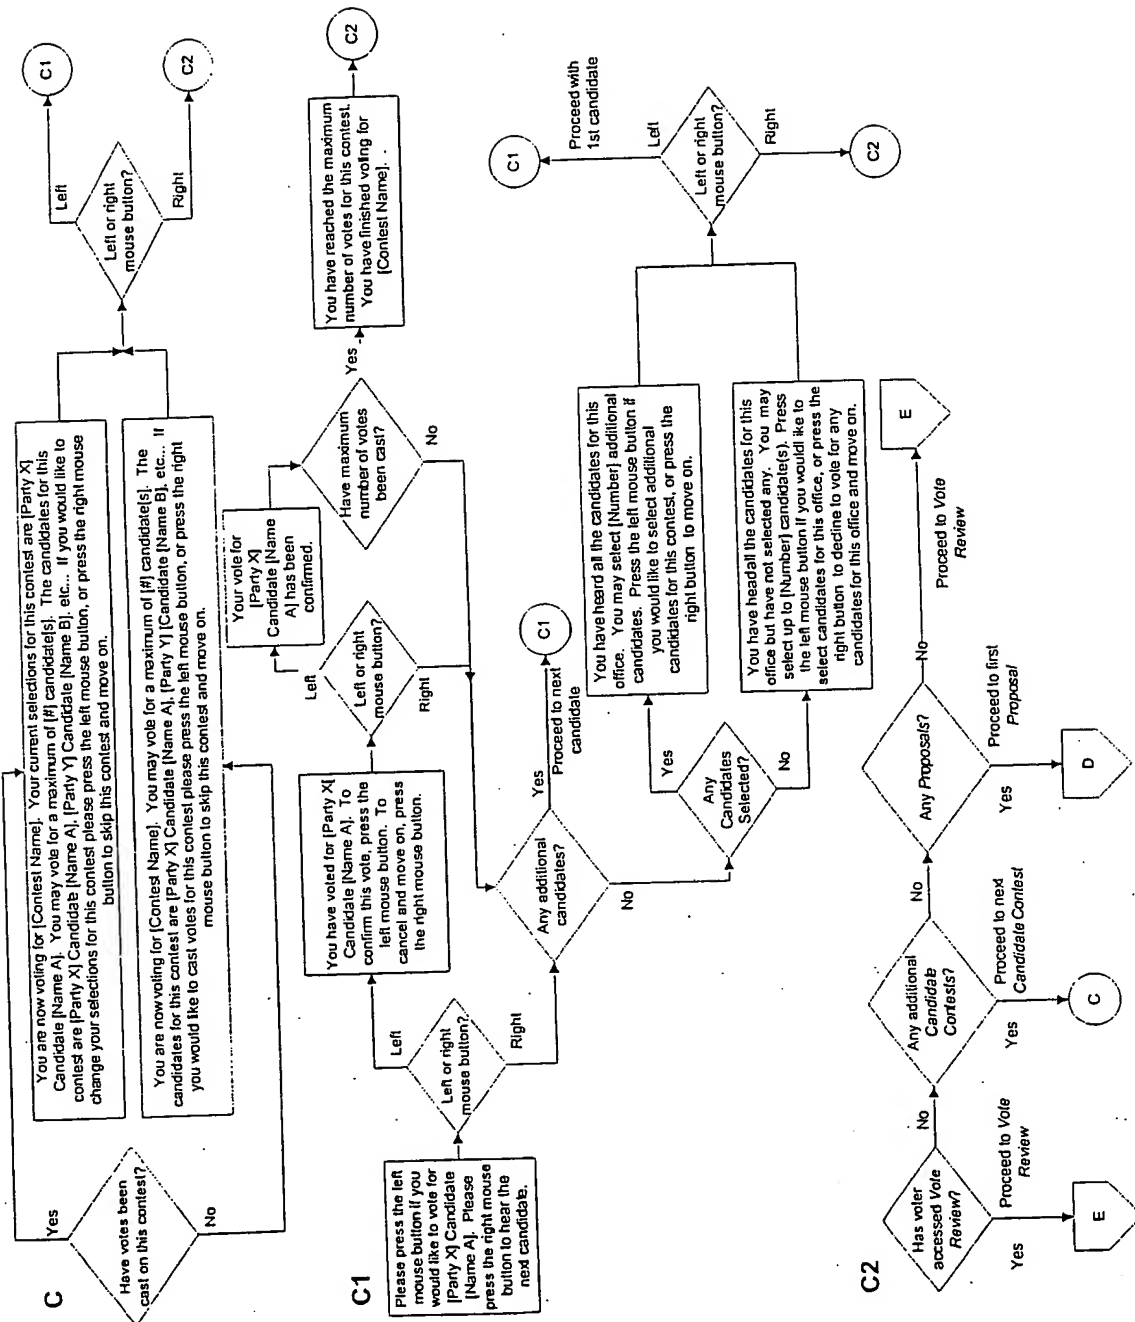 C
Have votes been
cast on this contest?
Yes
No
You are now voting for [Contest Name]. Your current selections for this contest are [Party X]
Candidate [Name A]. You may vote for a maximum of [#] candidate[s]. The candidates for this
contest are [Party X] Candidate [Name A], [Party Y] Candidate [Name B], etc... If you would like to
change your selections for this contest please press the left mouse button, or press the right mouse
button to skip this contest and move on.
You are now voting for [Contest Name]. You may vote for a maximum of [#] candidate[s]. The
candidates for this contest are [Party X] Candidate [Name A], [Party Y] [Candidate [Name B], etc... If
you would like to cast votes for this contest please press the left mouse button, or press the right
mouse button to skip this contest and move on.
Left or right
mouse button?
Left
Right
C1
C2
C1
Please press the left
mouse button if you
would like to vote for
[Party X] Candidate
[Name A]. Please
press the right mouse
button to hear the
next candidate.
Left or right
mouse button?
Left
Right
You have voted for [Party X[
Candidate [Name A]. To
confirm this vote, press the
left mouse button. To
cancel and move on, press
the right mouse button.
Left or right
mouse button?
Left
Right
Your vote for
[Party X]
Candidate [Name
A] has been
confirmed.
Have maximum
number of votes
been cast?
Yes
No
You have reached the maximum
number of votes for this contest.
You have finished voting for
[Contest Name].
C2
Any additional
candidates?
Yes
No
Proceed to next
candidate
C1
Any
Candidates
Selected?
Yes
No
You have heard all the candidates for this
office. You may select [Number] additional
candidates. Press the left mouse button if
you would like to select additional
candidates for this contest, or press the
right button to move on.
You have headall the candidates for this
office but have not selected any. You may
select up to [Number] candidate(s). Press
the left mouse button if you wouldl ike to
select candidates for this office, or press the
right button to decline to vote for any
candidates for this office and move on.
Left or right
mouse button?
Left
Right
Proceed with
1st candidate
C1
C2
C2
Has voter
accessed Vote
Review?
Yes
No
Proceed to Vote
Review
E
Any additional
Candidate
Contests?
Yes
No
Proceed to next
Candidate Contest
C
Any Proposals?
Yes
No
Proceed to first
Proposal
D
Proceed to Vote
Review
E